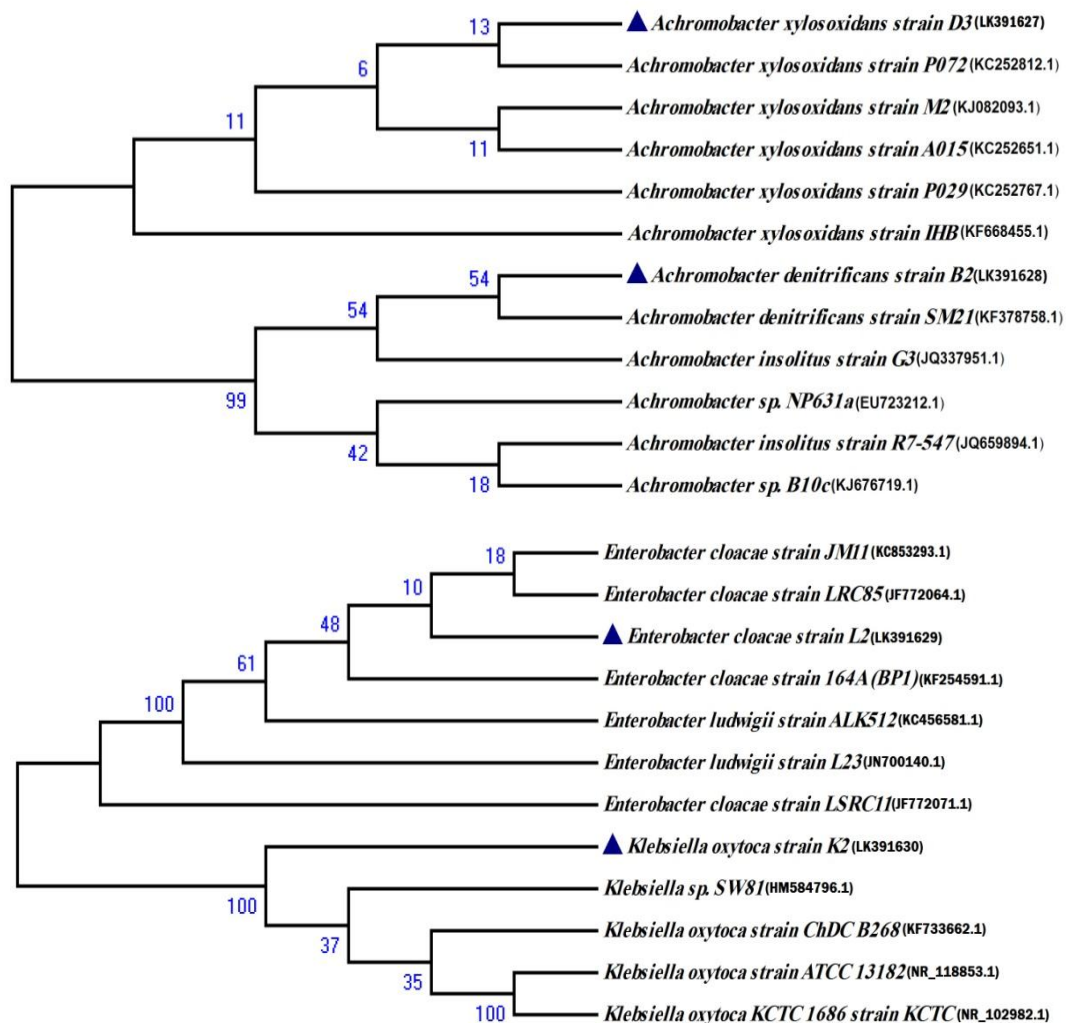 13
Achromobacter xylosoxidans strain D3(LK391627)
6
Achromobacter xylosoxidans strain P072(KC252812.1)
Achromobacter xylosoxidans strain M2(KJ082093.1)
11
11
Achromobacter xylosoxidans strain A015(KC252651.1)
Achromobacter xylosoxidans strain P029(KC252767.1)
Achromobacter xylosoxidans strain IHB(KF668455.1)
54
Achromobacter denitrificans strain B2(LK391628)
54
Achromobacter denitrificans strain SM21(KF378758.1)
Achromobacter insolitus strain G3(JQ337951.1)
99
Achromobacter sp. NP631a(EU723212.1)
42
Achromobacter insolitus strain R7-547(JQ659894.1)
18
Achromobacter sp. B10c(KJ676719.1)
18
Enterobacter cloacae strain JM11(KC853293.1)
10
Enterobacter cloacae strain LRC85(JF772064.1)
48
Enterobacter cloacae strain L2(LK391629)
61
Enterobacter cloacae strain 164A(BP1)(KF254591.1)
100
Enterobacter ludwigii strain ALK512(KC456581.1)
Enterobacter ludwigii strain L23(JN700140.1)
Enterobacter cloacae strain LSRC11(JF772071.1)
Klebsiella oxytoca strain K2(LK391630)
100
Klebsiella sp. SW81(HM584796.1)
37
Klebsiella oxytoca strain ChDC B268(KF733662.1)
35
Klebsiella oxytoca strain ATCC 13182(NR_118853.1)
100
Klebsiella oxytoca KCTC 1686 strain KCTC(NR_102982.1)